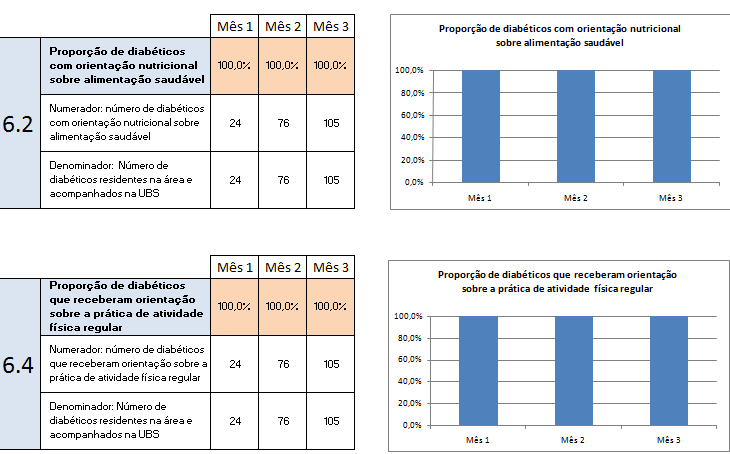 Mês 1 Mês 2 Mês 3
6.2
Proporção de diabéticos
com orientação nutricional
sobre alimentação saudável
100,0% 100,0% 100,0%
Numerador: número de diabéticos
com orientação nutricional sobre
alimentação saudável
24 76 105
Denominador: Número de
diabéticos residentes na área e
acompanhados na UBS
24 76 105
Proporção de diabéticos com orientação nutricional
sobre alimentação saudável
100,0%
80,0%
60,0%
40,0%
20,0%
0,0%
Mês 1 Mês 2 Mês 3
Mês 1 Mês 2 Mês 3
6.4
Proporção de diabéticos
que receberam orientação
sobre a prática de atividade
física regular
100,0% 100,0% 100,0%
Numerador: número de diabéticos
que receberam orientação sobre a
prática de atividade física regular
24 76 105
Denominador: Número de
diabéticos residentes na área e
acompanhados na UBS
24 76 105
Proporção de diabéticos que receberam orientação
sobre a prática de atividade física regular
100,0%
80,0%
60,0%
40,0%
20,0%
0,0%
Mês 1 Mês 2 Mês 3